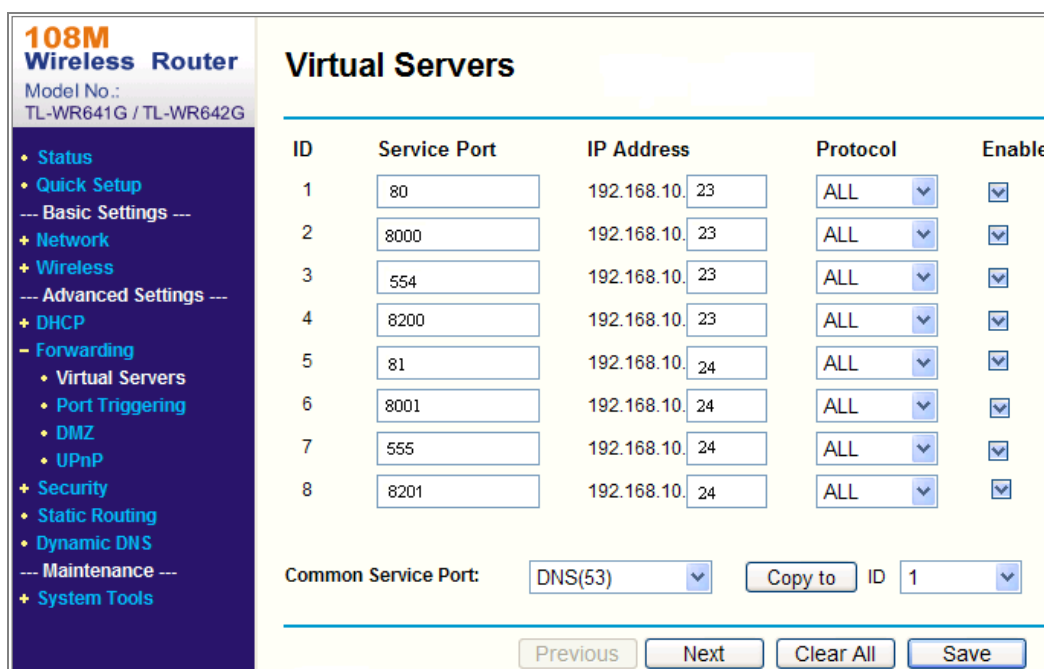 108M
Wireless Router
Model No.:
TL-WR641G / TL-WR642G
Status
Quick Setup
--- Basic Settings ---
Network
Wireless
--- Advanced Settings ---
DHCP
Forwarding
Virtual Servers
Port Triggering
DMZ
UPnP
Security
Static Routing
Dynamic DNS
--- Maintenance ---
System Tools
Virtual Servers
ID Service Port IP Address Protocol Enable
1 80 192.168.10. 23 ALL
2 8000 192.168.10. 23 ALL
3 554 192.168.10. 23 ALL
4 8200 192.168.10. 23 ALL
5 81 192.168.10. 24 ALL
6 8001 192.168.10. 24 ALL
7 555 192.168.10. 24 ALL
8 8201 192.168.10. 24 ALL
Common Service Port: DNS(53) Copy to ID 1
Previous Next Clear All Save